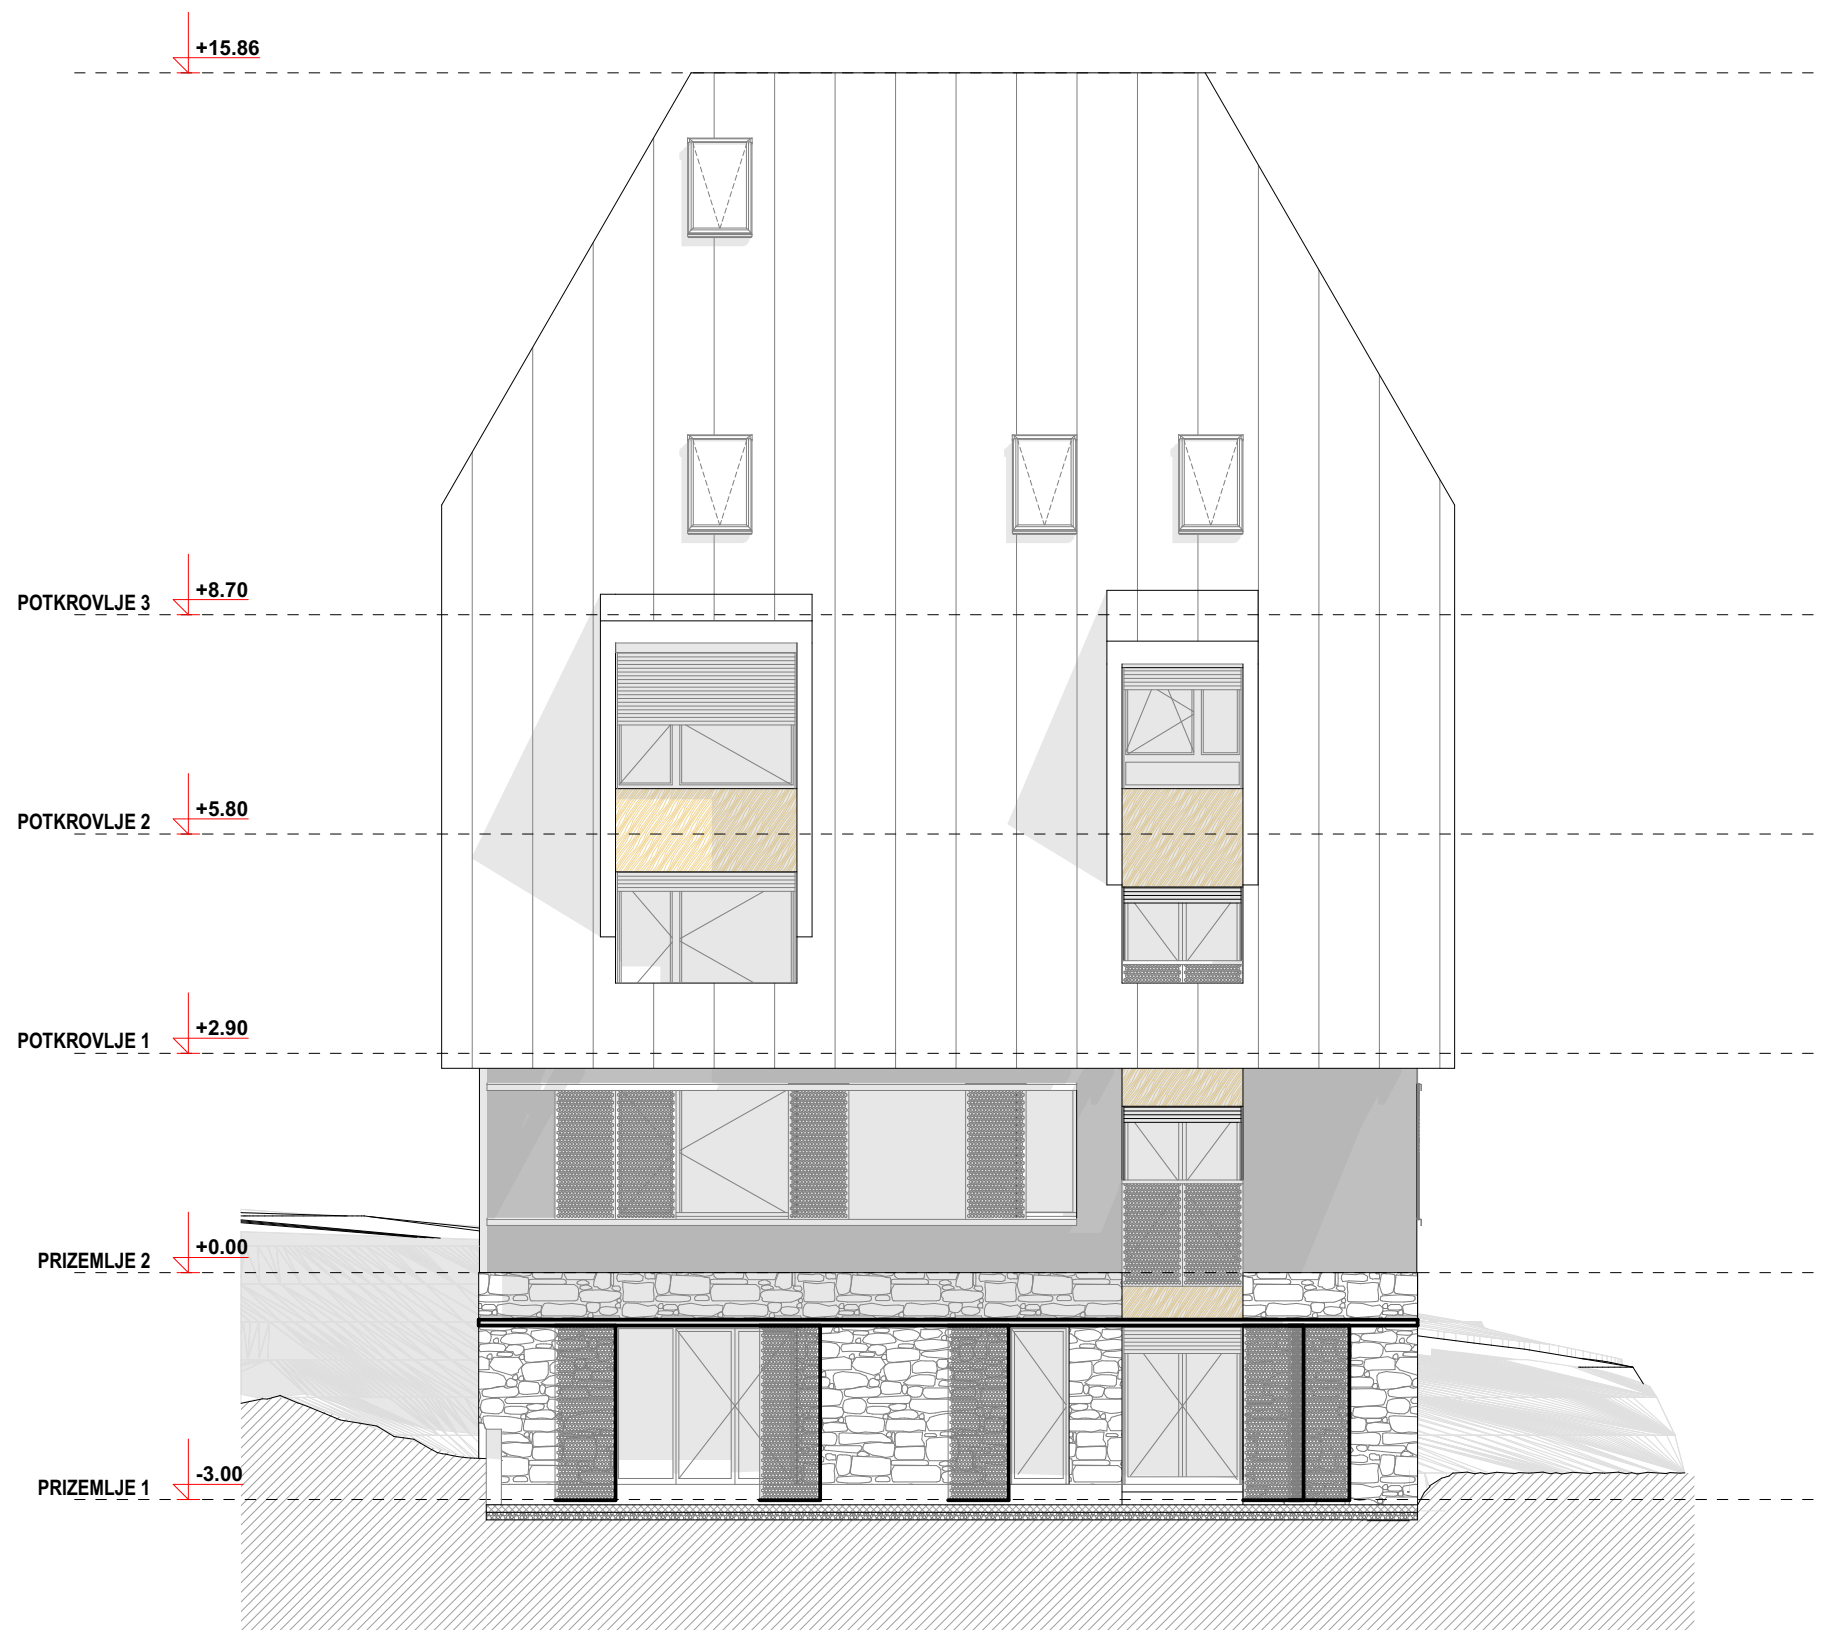 +15.86
POTKROVLJE 3 +8.70
POTKROVLJE 2 +5.80
POTKROVLJE 1 +2.90
PRIZEMLJE 2 +0.00
PRIZEMLJE 1 -3.00